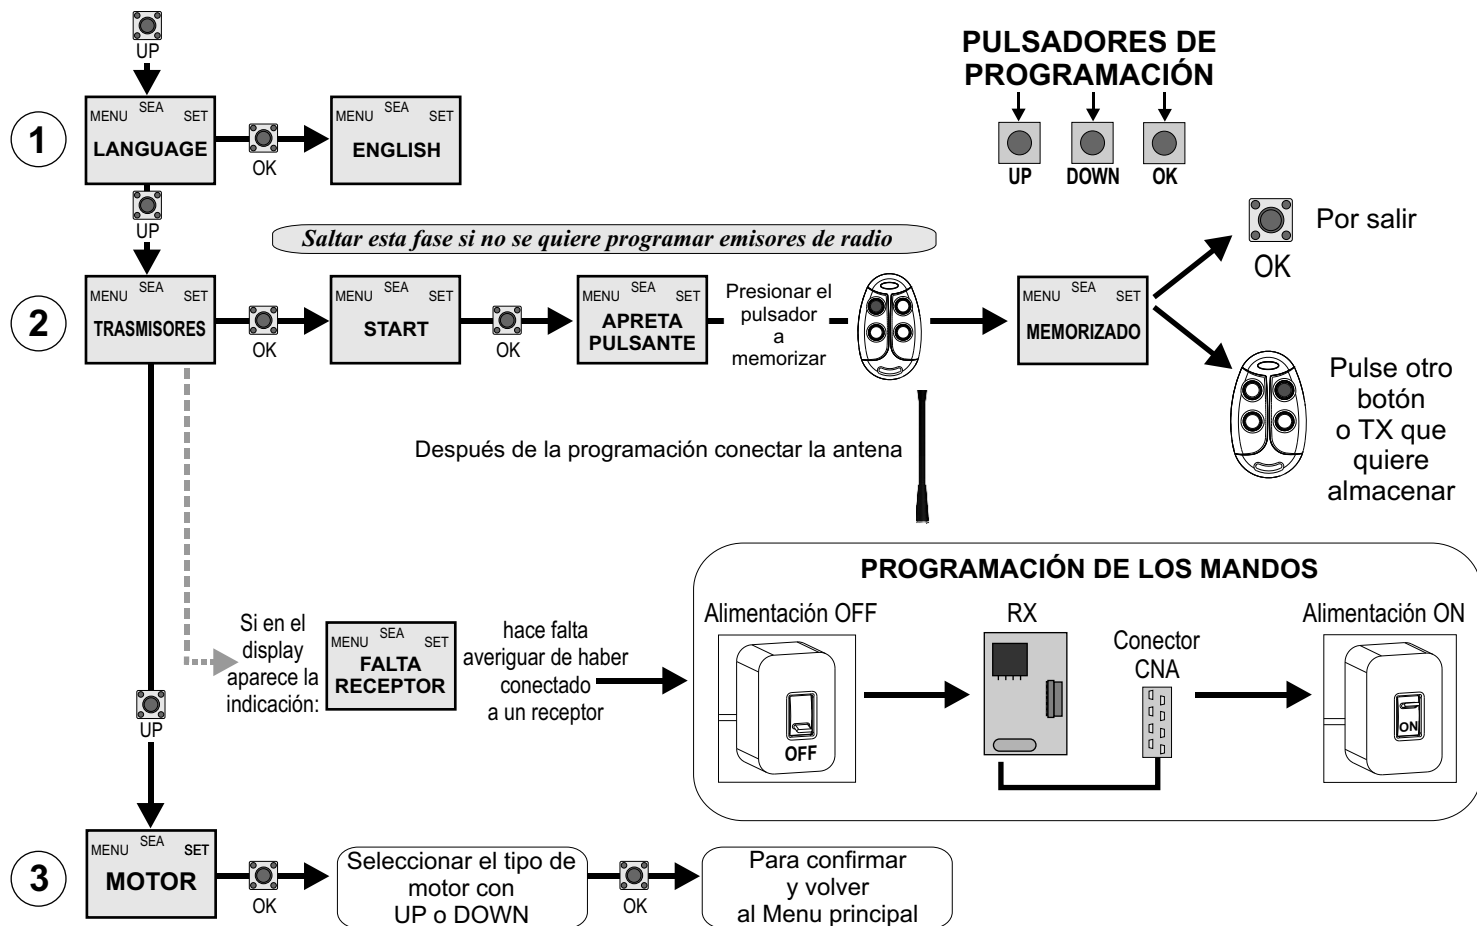 UP
PULSADORES DE
PROGRAMACIÓN
UP DOWN OK
1
MENU SEA SET
LANGUAGE
OK
MENU SEA SET
ENGLISH
UP
Saltar esta fase si no se quiere programar emisores de radio
2
MENU SEA SET
TRASMISORES
OK
MENU SEA SET
START
OK
MENU SEA SET
APRETA
PULSANTE
Presionar el
pulsador
a
memorizar
MENU SEA SET
MEMORIZADO
OK
Por salir
Pulse otro
botón
o TX que
quiere
almacenar
Después de la programación conectar la antena
Si en el
display
aparece la
indicación:
MENU SEA SET
FALTA
RECEPTOR
hace falta
averiguar de haber
conectado
a un receptor
PROGRAMACIÓN DE LOS MANDOS
Alimentación OFF
OFF
RX
Conector
CNA
Alimentación ON
ON
UP
3
MENU SEA SET
MOTOR
OK
Seleccionar el tipo de
motor con
UP o DOWN
OK
Para confirmar
y volver
al Menu principal